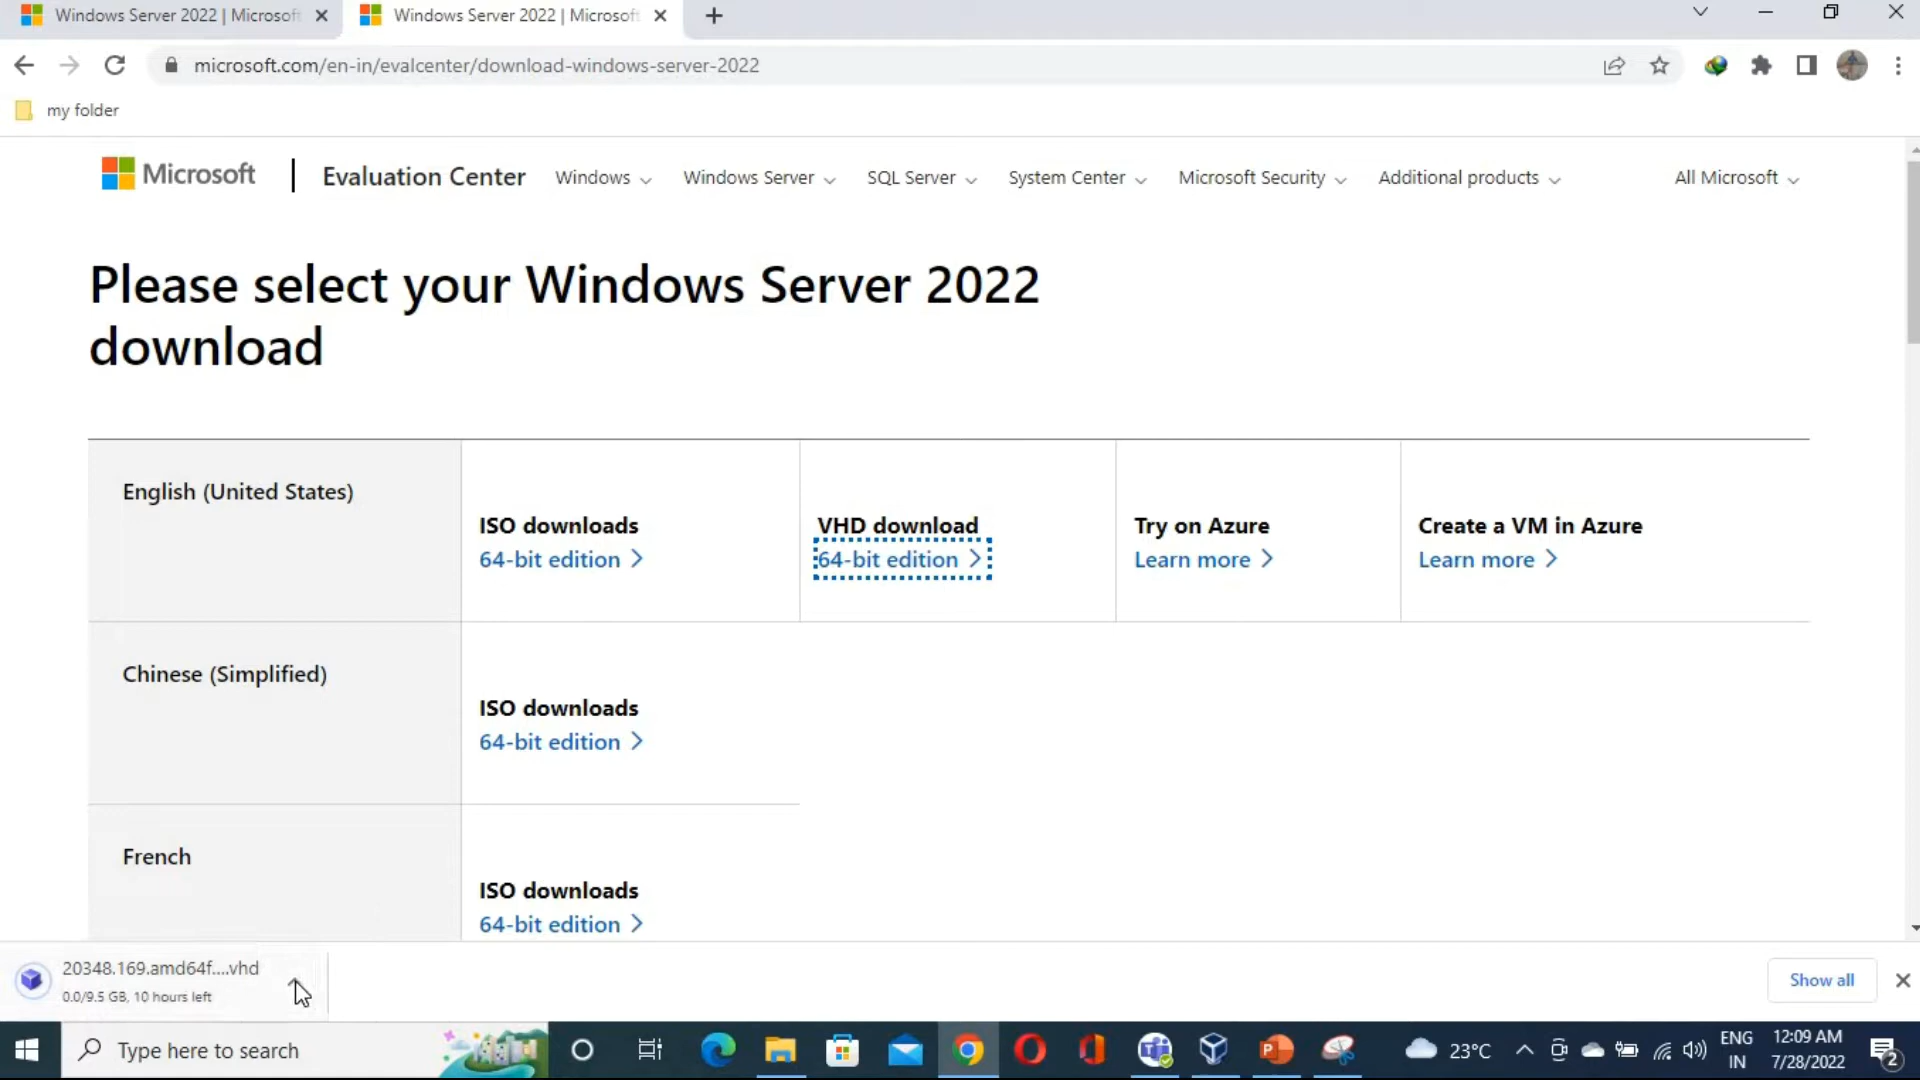 Windows Server 2022 | Microsoft
Windows Server 2022 | Microsoft
microsoft.com/en-in/evalcenter/download-windows-server-2022
my folder
Microsoft | Evaluation Center Windows Windows Server SQL Server System Center Microsoft Security Additional products All Microsoft
Please select your Windows Server 2022
download
English (United States)
ISO downloads
64-bit edition
VHD download
64-bit edition
Try on Azure
Learn more
Create a VM in Azure
Learn more
Chinese (Simplified)
ISO downloads
64-bit edition
French
ISO downloads
64-bit edition
20348.169.amd64f....vhd
0.0/9.5 GB, 10 hours left
Show all
Type here to search
23°C
ENG
IN
12:09 AM
7/28/2022
2